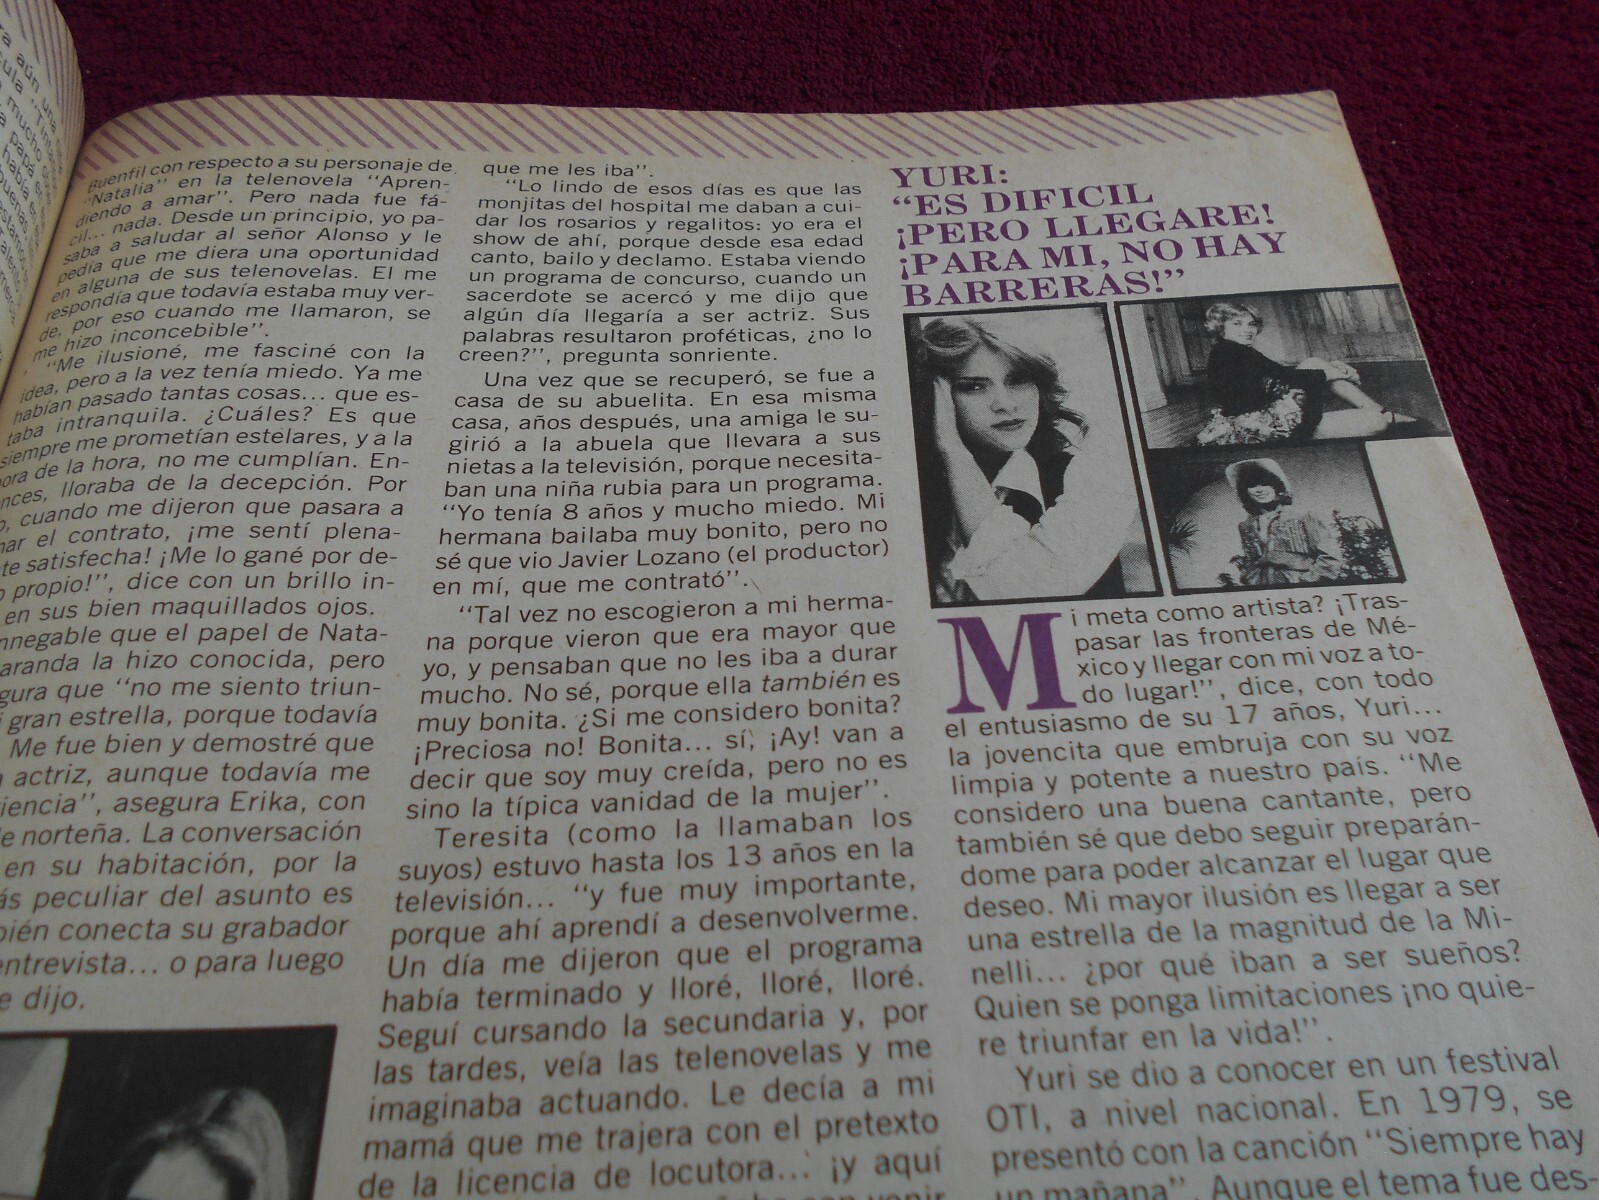 ra aún una
Buenfil con respecto a su personaje de
"Natalia" en la telenovela "Apren-
diendo a amar". Pero nada fue fá-
cil... nada. Desde un principio, yo pa-
saba a saludar al señor Alonso y le
pedía que me diera una oportunidad
en alguna de sus telenovelas. El me
respondía que todavía estaba muy ver-
de, por eso cuando me llamaron, se
me hizo inconcebible".
"Me ilusioné, me fasciné con la
idea, pero a la vez tenía miedo. Ya me
habían pasado tantas cosas... que es-
taba intranquila. ¿Cuáles? Es que
siempre me prometían estelares, y a la
hora de la hora, no me cumplían. En-
nces, lloraba de la decepción. Por
o, cuando me dijeron que pasara a
mar el contrato, ¡me sentí plena-
te satisfecha! ¡Me lo gané por de-
o propio!", dice con un brillo in-
en sus bien maquillados ojos.
nnegable que el papel de Nata-
aranda la hizo conocida, pero
gura que "no me siento triun-
i gran estrella, porque todavía
Me fue bien y demostré que
actriz, aunque todavía me
iencia", asegura Erika, con
le norteña. La conversación
en su habitación, por la
ás peculiar del asunto es
bién conecta su grabador
entrevista... o para luego
e dijo.
que me les iba".
"Lo lindo de esos días es que las
monjitas del hospital me daban a cui-
dar los rosarios y regalitos: yo era el
show de ahí, porque desde esa edad
canto, bailo y declamo. Estaba viendo
un programa de concurso, cuando un
sacerdote se acercó y me dijo que
algún día llegaría a ser actriz. Sus
palabras resultaron proféticas, ¿no lo
creen?", pregunta sonriente.
Una vez que se recuperó, se fue a
casa de su abuelita. En esa misma
casa, años después, una amiga le su-
girió a la abuela que llevara a sus
nietas a la televisión, porque necesita-
ban una niña rubia para un programa.
"Yo tenía 8 años y mucho miedo. Mi
hermana bailaba muy bonito, pero no
sé que vio Javier Lozano (el productor)
en mí, que me contrató".
"Tal vez no escogieron a mi herma-
na porque vieron que era mayor que
yo, y pensaban que no les iba a durar
mucho. No sé, porque ella también es
muy bonita. ¿Si me considero bonita?
¡Preciosa no! Bonita... sí, ¡Ay! van a
decir que soy muy creída, pero no es
sino la típica vanidad de la mujer".
Teresita (como la llamaban los
suyos) estuvo hasta los 13 años en la
televisión... "y fue muy importante,
porque ahí aprendí a desenvolverme.
Un día me dijeron que el programa
había terminado y lloré, lloré, lloré.
Seguí cursando la secundaria y, por
las tardes, veía las telenovelas y me
imaginaba actuando. Le decía a mi
mamá que me trajera con el pretexto
de la licencia de locutora... ¡y aquí
YURI:
"ES DIFICIL
¡PERO LLEGARE!
¡PARA MI, NO HAY
BARRERAS!"
Mi meta como artista? ¡Tras-
pasar las fronteras de Mé-
xico y llegar con mi voz a to-
do lugar!", dice, con todo
el entusiasmo de su 17 años, Yuri...
la jovencita que embruja con su voz
limpia y potente a nuestro país. "Me
considero una buena cantante, pero
también sé que debo seguir preparán-
dome para poder alcanzar el lugar que
deseo. Mi mayor ilusión es llegar a ser
una estrella de la magnitud de la Mi-
nelli... ¿por qué iban a ser sueños?
Quien se ponga limitaciones ¡no quie-
re triunfar en la vida!".
Yuri se dio a conocer en un festival
OTI, a nivel nacional. En 1979, se
presentó con la canción "Siempre hay
un mañana". Aunque el tema fue des-